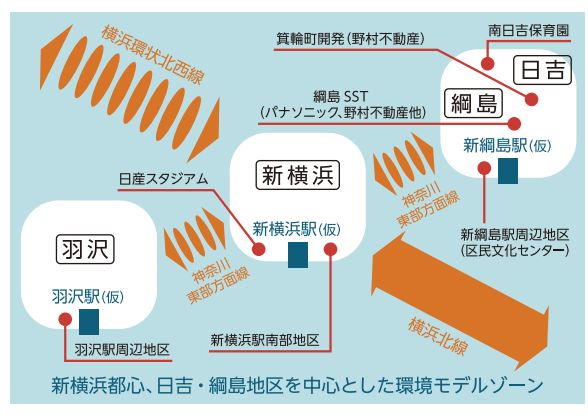 横浜環状北西線
南日吉保育園
箕輪町開発(野村不動産)
日吉
綱島SST
(パナソニック、野村不動産他)
綱島
新綱島駅(仮)
日産スタジアム
新横浜
神奈川
東部方面線
新横浜駅(仮)
新綱島駅周辺地区
(区民文化センター)
羽沢
神奈川
東部方面線
羽沢駅(仮)
横浜北線
羽沢駅周辺地区
新横浜駅南部地区
新横浜都心、日吉・綱島地区を中心とした環境モデルゾーン